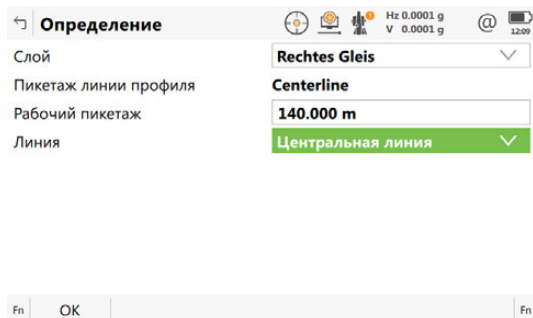 Определение
Hz 0.0001 g
V 0.0001 g
@
12:09
Слой Rechtes Gleis
Пикетаж линии профиля Centerline
Рабочий пикетаж 140.000 m
Линия Центральная линия
Fn OK Fn